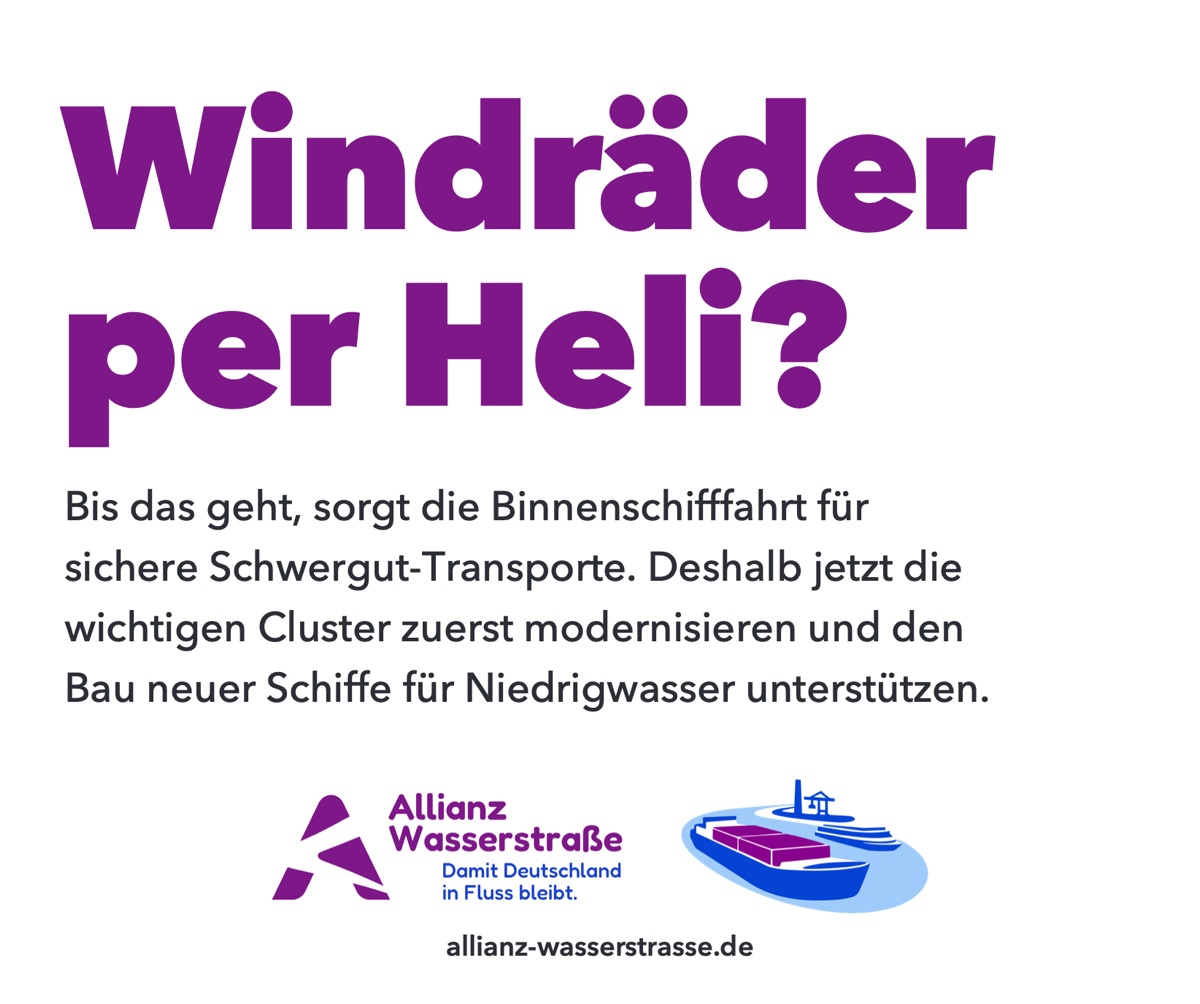 Windräder
per Heli?
Bis das geht, sorgt die Binnenschifffahrt für
sichere Schwergut-Transporte. Deshalb jetzt die
wichtigen Cluster zuerst modernisieren und den
Bau neuer Schiffe für Niedrigwasser unterstützen.
Allianz
Wasserstraße
Damit Deutschland
in Fluss bleibt.
allianz-wasserstrasse.de